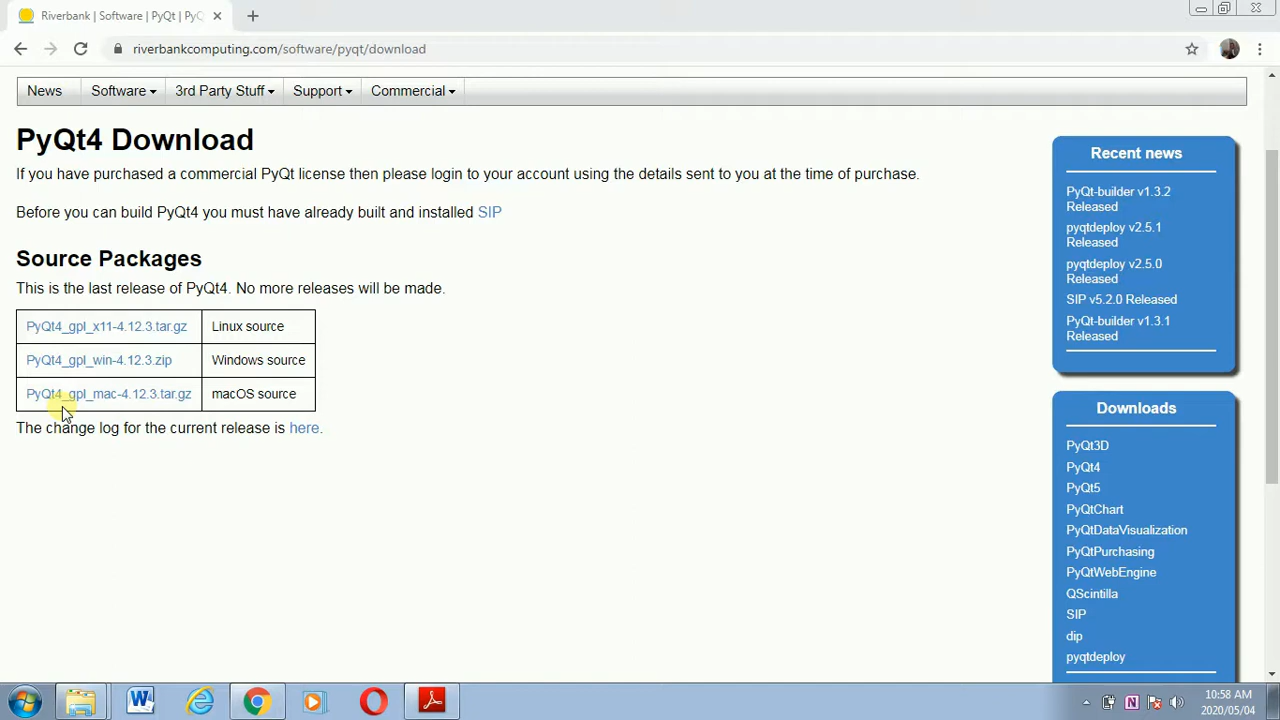 Riverbank | Software | PyQt | PyQ
riverbankcomputing.com/software/pyqt/download
News Software 3rd Party Stuff Support Commercial
PyQt4 Download
If you have purchased a commercial PyQt license then please login to your account using the details sent to you at the time of purchase.
Before you can build PyQt4 you must have already built and installed SIP
Source Packages
This is the last release of PyQt4. No more releases will be made.
PyQt4_gpl_x11-4.12.3.tar.gz Linux source
PyQt4_gpl_win-4.12.3.zip Windows source
PyQt4_gpl_mac-4.12.3.tar.gz macOS source
The change log for the current release is here.
Recent news
PyQt-builder v1.3.2
Released
pyqtdeploy v2.5.1
Released
pyqtdeploy v2.5.0
Released
SIP v5.2.0 Released
PyQt-builder v1.3.1
Released
Downloads
PyQt3D
PyQt4
PyQt5
PyQtChart
PyQtDataVisualization
PyQtPurchasing
PyQtWebEngine
QScintilla
SIP
dip
pyqtdeploy
10:58 AM
2020/05/04